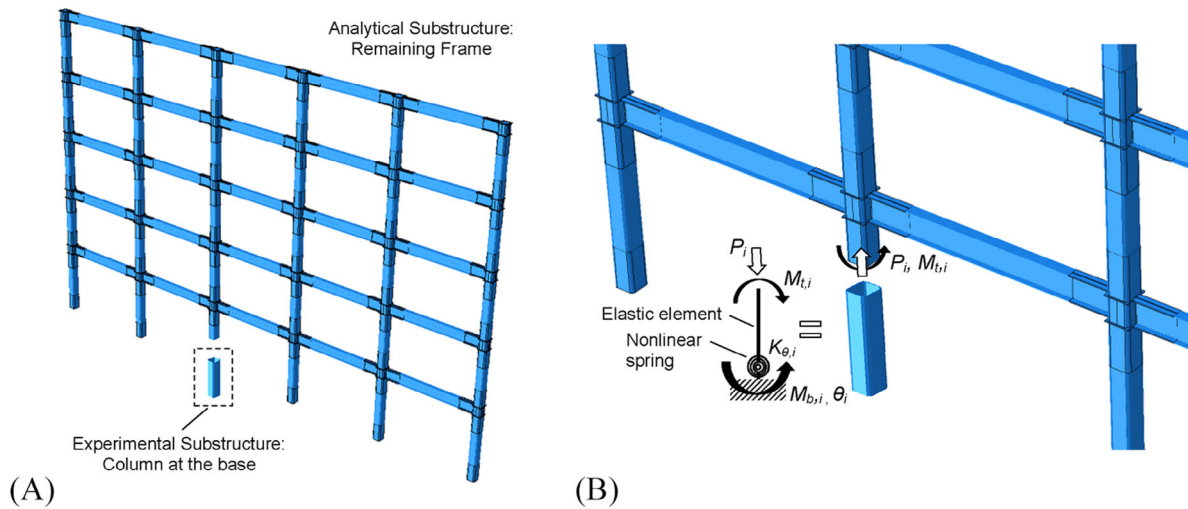 Analytical Substructure:
Remaining Frame
Experimental Substructure:
Column at the base
(A)
P_i
M_t,i
Elastic element
Nonlinear
spring
K_θ,i
M_b,i, θ_i
P_i, M_t,i
(B)